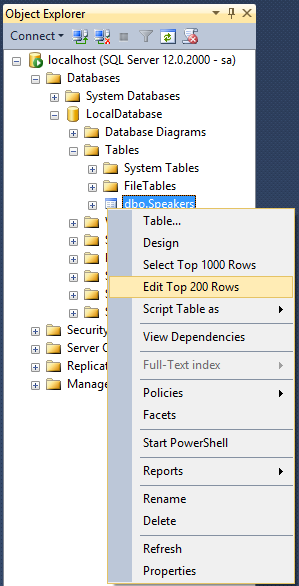 Object Explorer
Connect
localhost (SQL Server 12.0.2000 - sa)
Databases
System Databases
LocalDatabase
Database Diagrams
Tables
System Tables
FileTables
dbo.Speakers
Table...
Design
Select Top 1000 Rows
Edit Top 200 Rows
Script Table as
View Dependencies
Full-Text index
Policies
Facets
Start PowerShell
Reports
Rename
Delete
Refresh
Properties
Security
Server O
Replicat
Manage